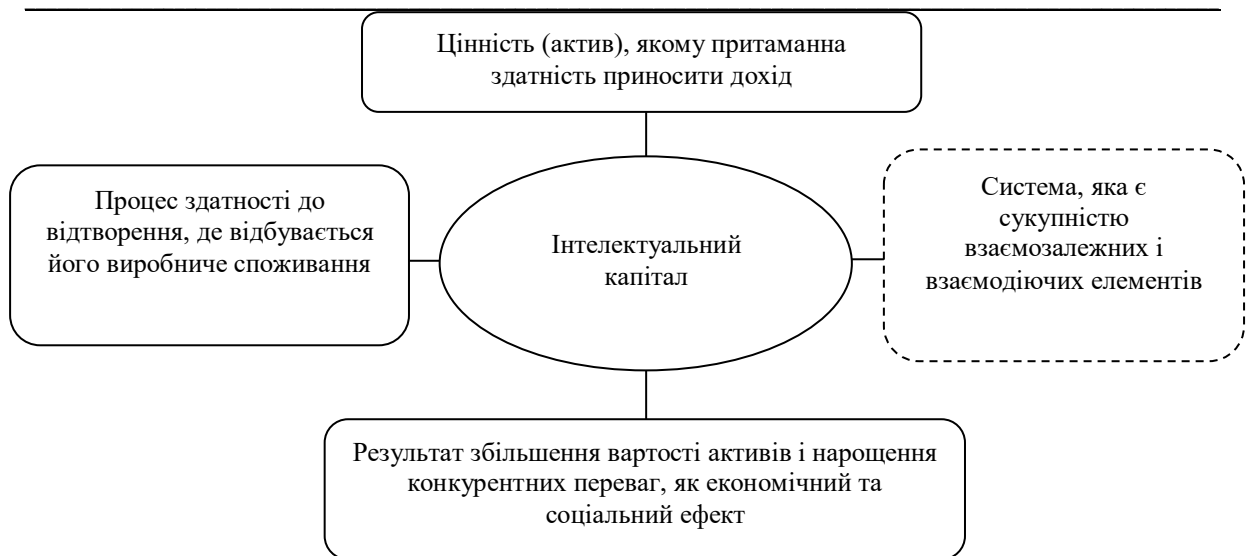 Цінність (актив), якому притаманна
здатність приносити дохід
Процес здатності до
відтворення, де відбувається
його виробниче споживання
Інтелектуальний
капітал
Система, яка є
сукупністю
взаємозалежних і
взаємодіючих елементів
Результат збільшення вартості активів і нарощення
конкурентних переваг, як економічний та
соціальний ефект